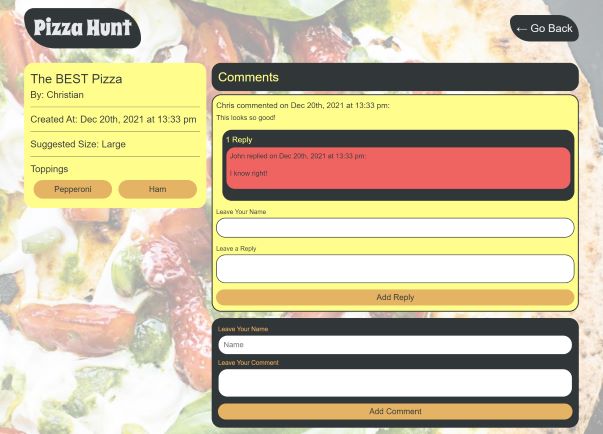 Pizza Hunt
← Go Back
The BEST Pizza
By: Christian
Created At: Dec 20th, 2021 at 13:33 pm
Suggested Size: Large
Toppings
Pepperoni
Ham
Comments
Chris commented on Dec 20th, 2021 at 13:33 pm:
This looks so good!
1 Reply
John replied on Dec 20th, 2021 at 13:33 pm:
I know right!
Leave Your Name
Leave a Reply
Add Reply
Leave Your Name
Name
Leave Your Comment
Add Comment